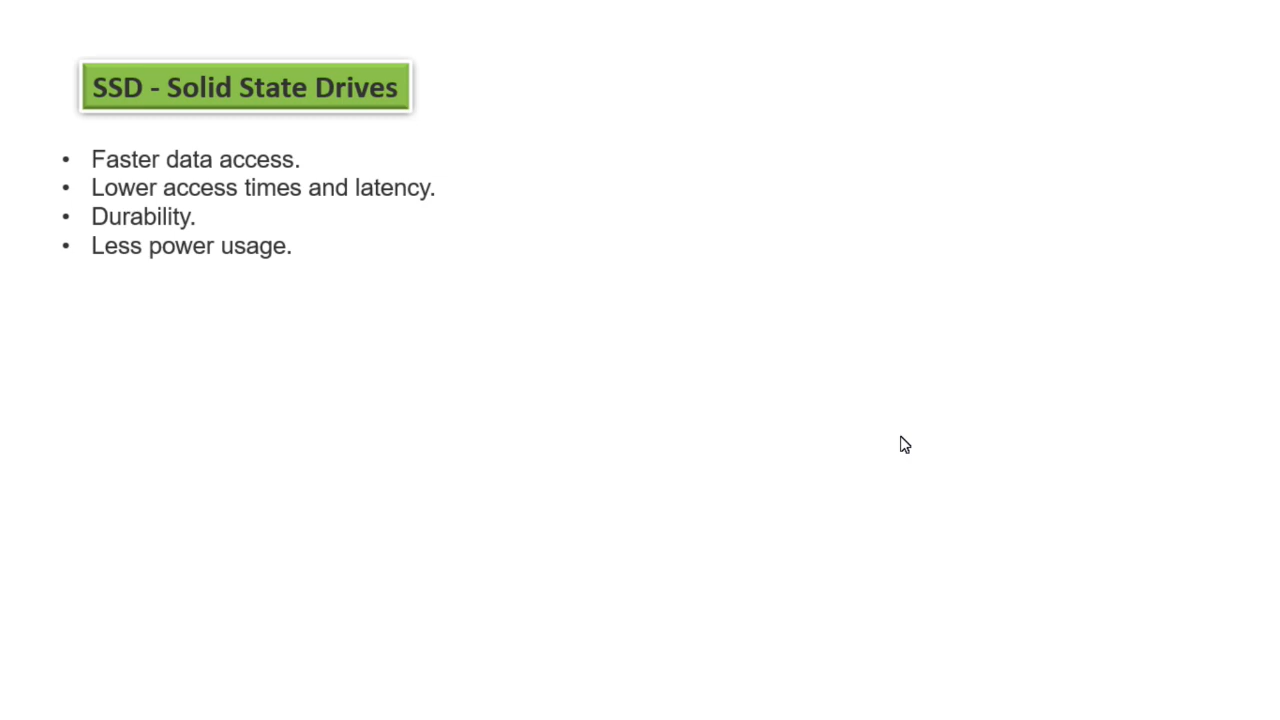 SSD - Solid State Drives
• Faster data access.
• Lower access times and latency.
• Durability.
• Less power usage.